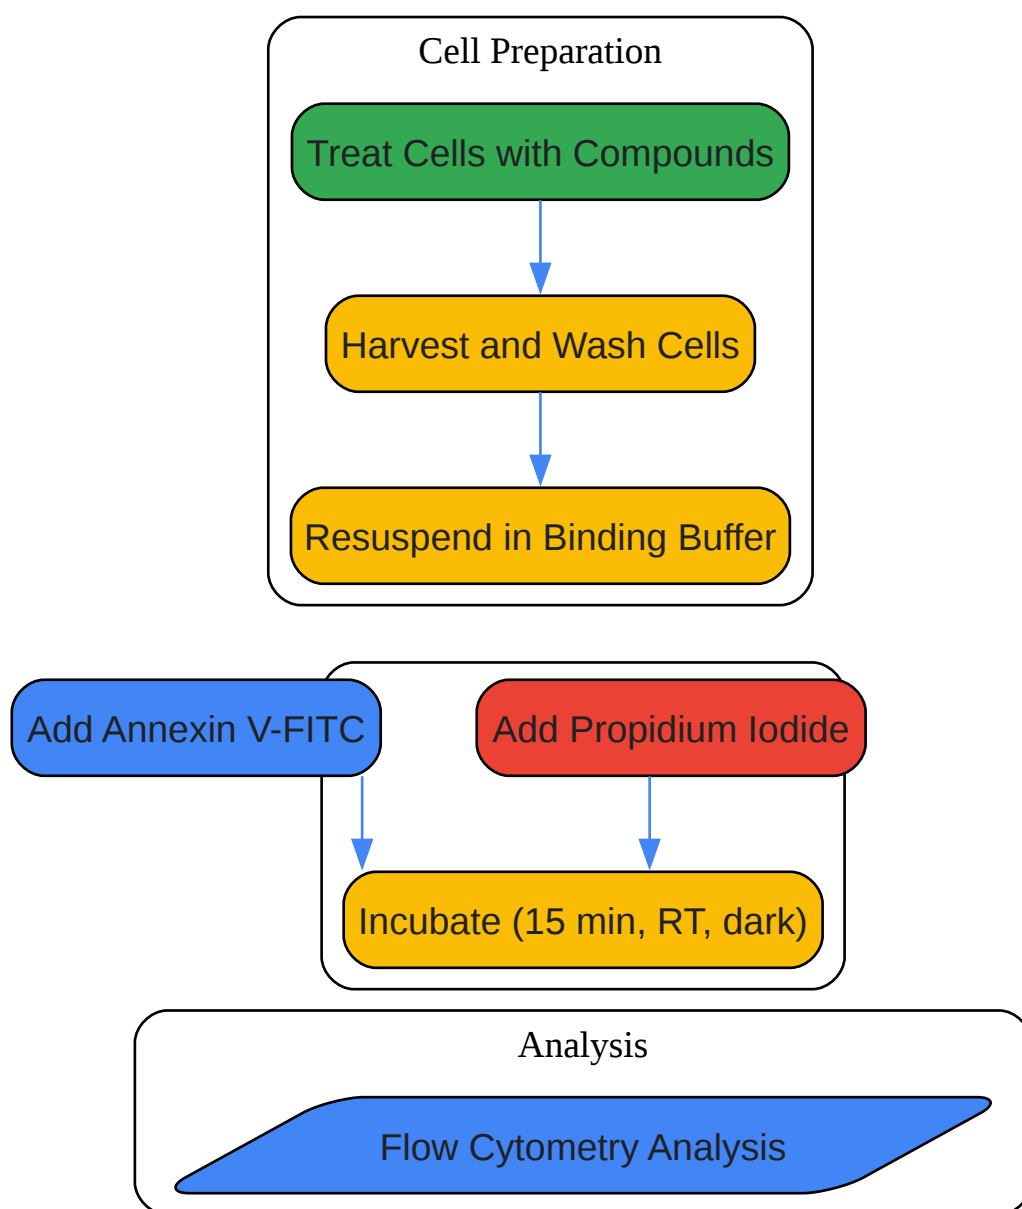 Cell Preparation
Treat Cells with Compounds
Harvest and Wash Cells
Resuspend in Binding Buffer
Add Annexin V-FITC
Add Propidium Iodide
Incubate (15 min, RT, dark)
Analysis
Flow Cytometry Analysis